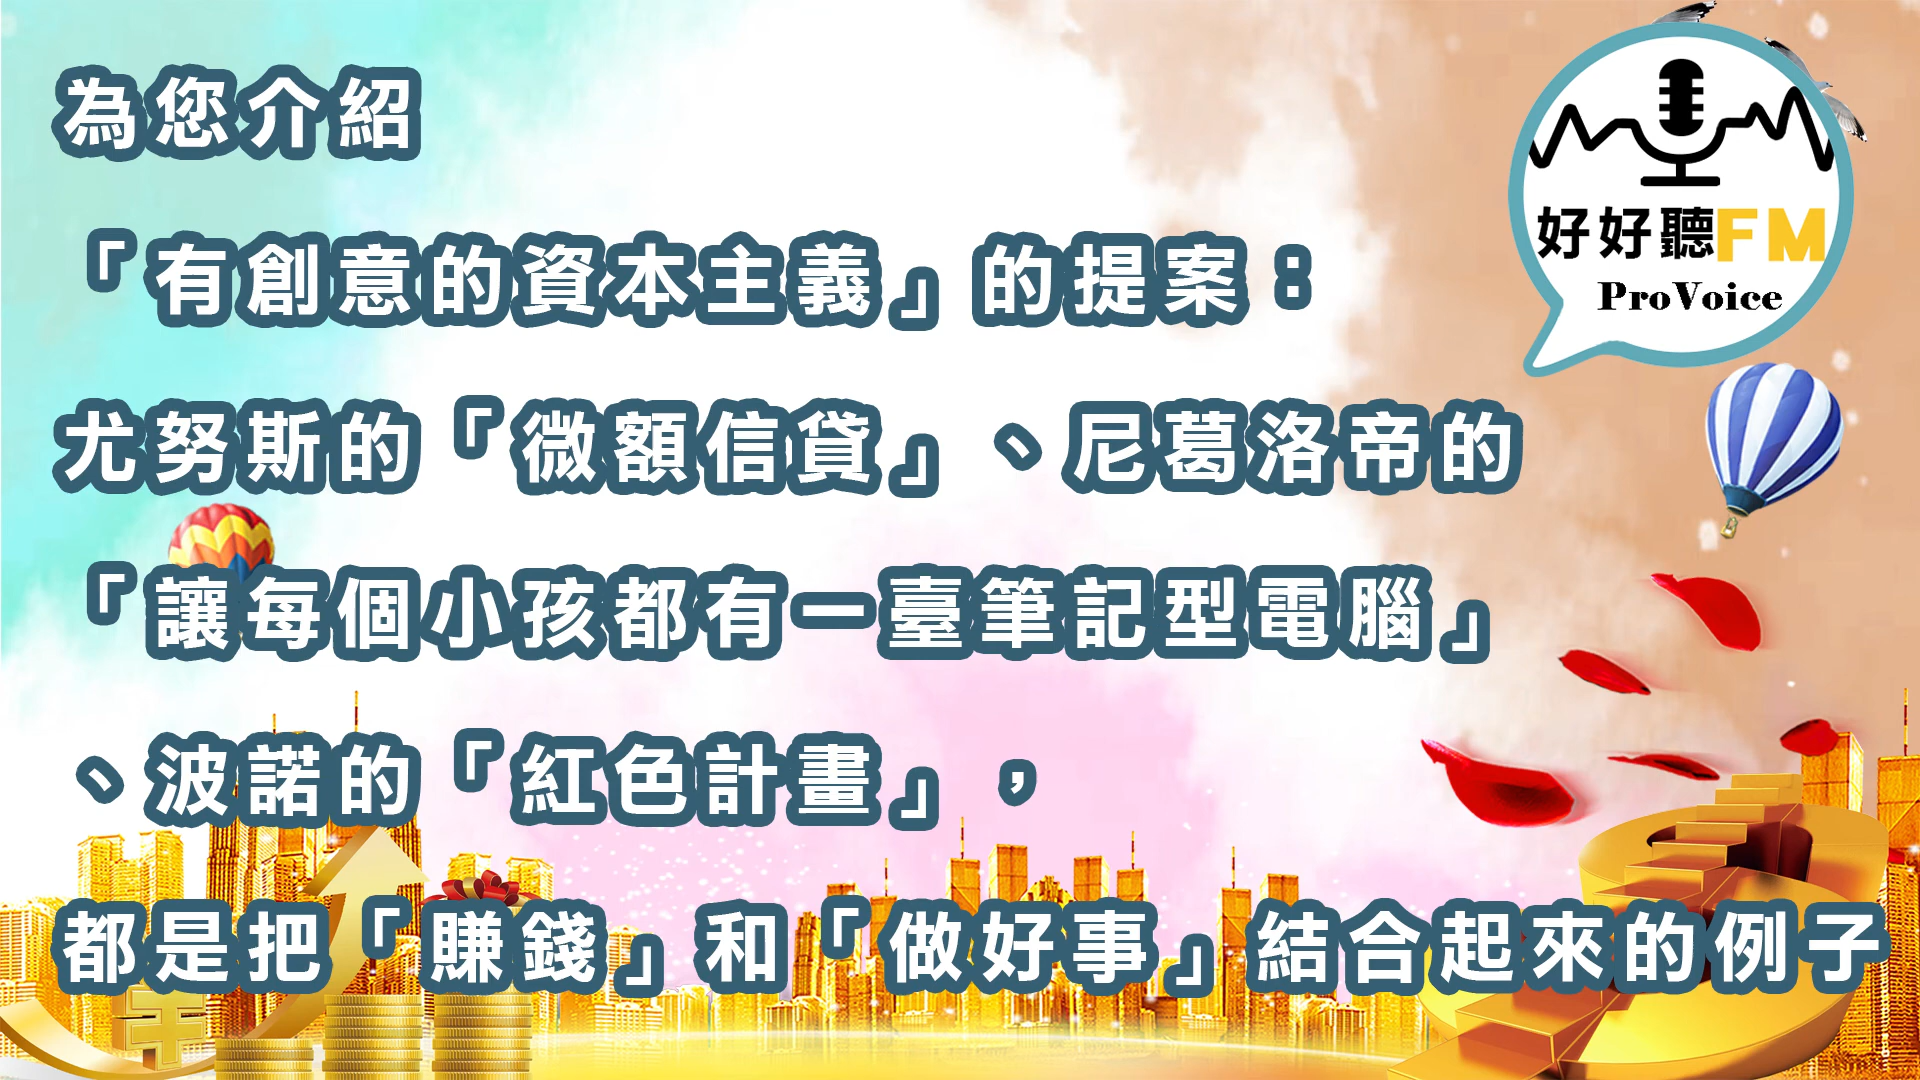 為您介紹
「有創意的資本主義」的提案：
尤努斯的「微額信貸」、尼葛洛帝的
「讓每個小孩都有一臺筆記型電腦」
、波諾的「紅色計畫」，
都是把「賺錢」和「做好事」結合起來的例子
好好聽FM
ProVoice